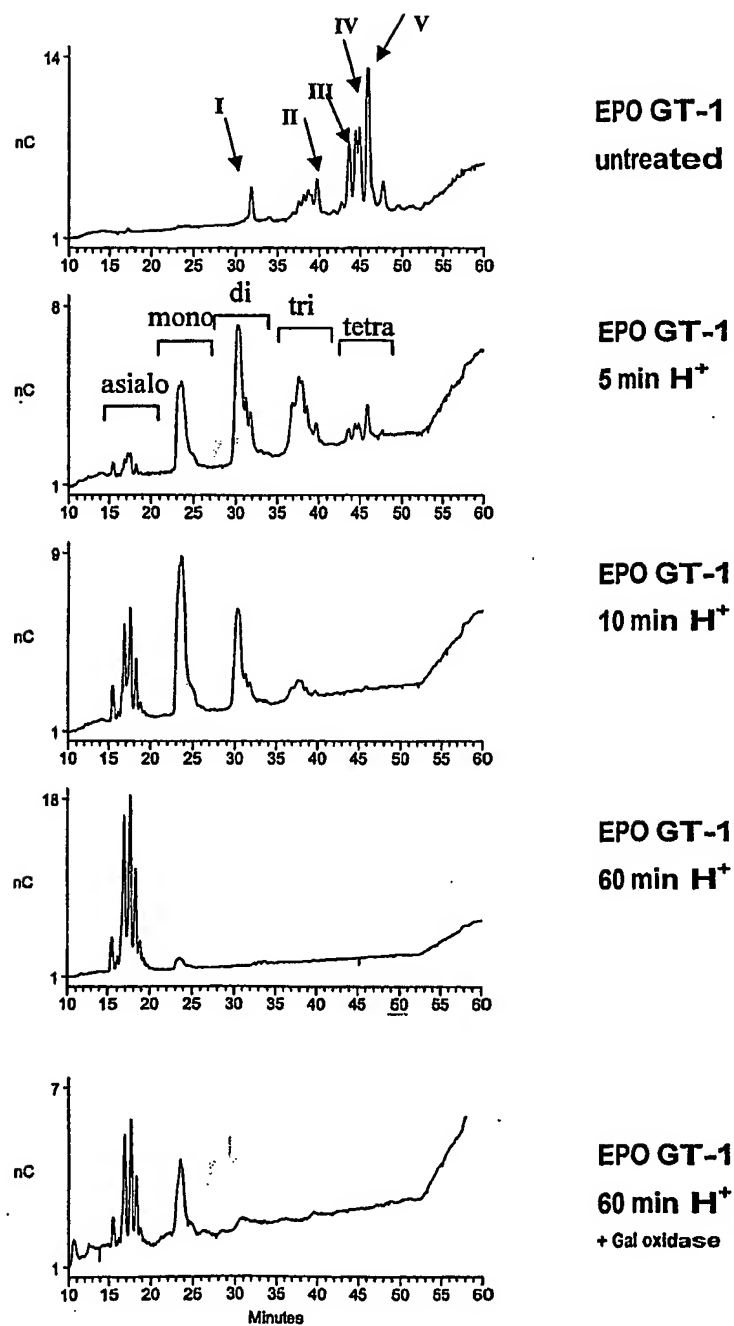 I II III IV V
14
nC
1
10 15 20 25 30 35 40 45 50 55 60
EPO GT-1
untreated
asialo mono di tri tetra
8
nC
1
10 15 20 25 30 35 40 45 50 55 60
EPO GT-1
5 min H+
9
nC
1
10 15 20 25 30 35 40 45 50 55 60
EPO GT-1
10 min H+
18
nC
1
10 15 20 25 30 35 40 45 50 55 60
EPO GT-1
60 min H+
7
nC
1
10 15 20 25 30 35 40 45 50 55 60
Minutes
EPO GT-1
60 min H+
+ Gal oxidase